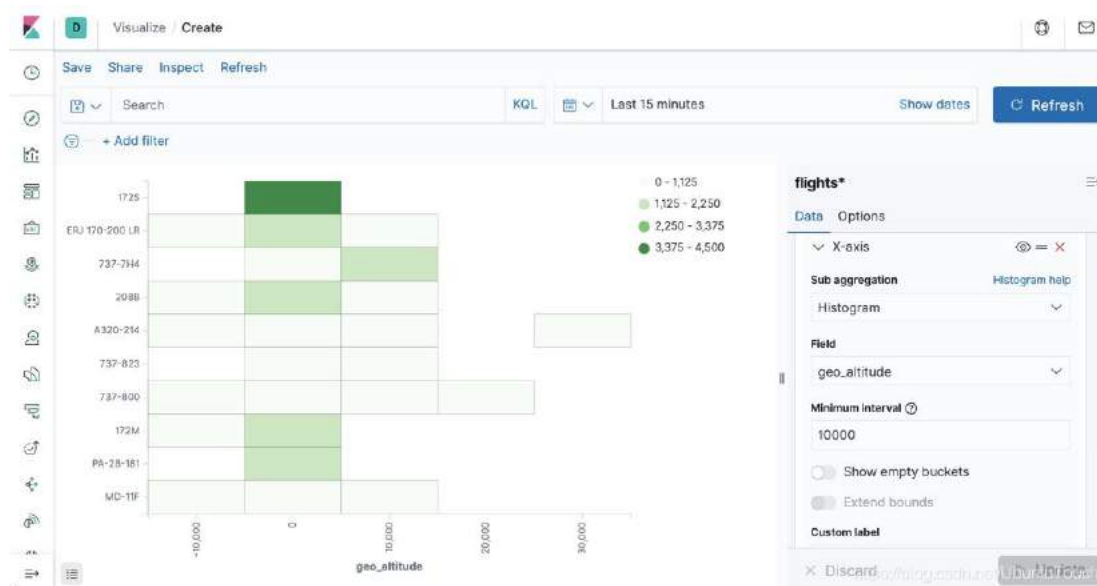 D Visualize / Create
Save Share Inspect Refresh
Search KQL Last 15 minutes Show dates Refresh
+ Add filter
172S
ERJ 170-200 LR
737-7H4
208B
A320-214
737-823
737-800
172M
PA-28-181
MD-11F
-10,000
0
10,000
20,000
30,000
geo_altitude
0 - 1,125
1,125 - 2,250
2,250 - 3,375
3,375 - 4,500
flights*
Data Options
X-axis
Sub aggregation Histogram help
Histogram
Field
geo_altitude
Minimum interval
10000
Show empty buckets
Extend bounds
Custom label
Discard Update